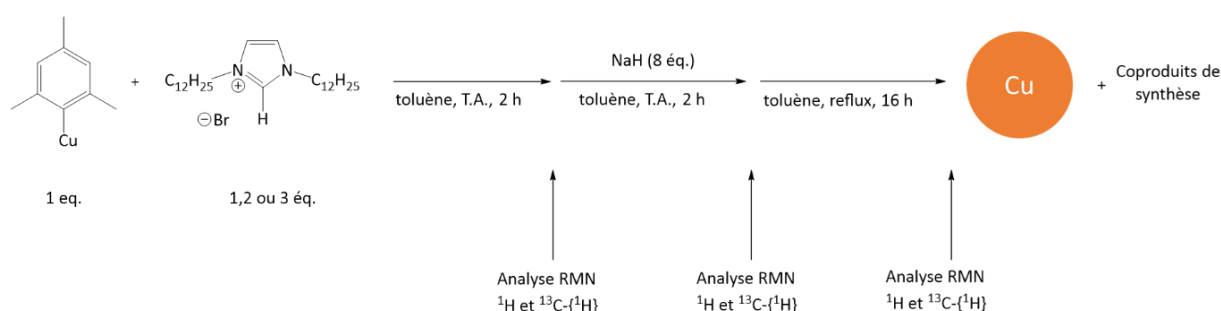 NaH (8 éq.)
C₁₂H₂₅ N N C₁₂H₂₅
+
⊕
⊖Br H
Cu
+
toluène, T.A., 2 h
toluène, T.A., 2 h
toluène, reflux, 16 h
Cu
+
Coproduits de
synthèse
1 eq.
1,2 ou 3 éq.
Analyse RMN
¹H et ¹³C-{¹H}
Analyse RMN
¹H et ¹³C-{¹H}
Analyse RMN
¹H et ¹³C-{¹H}